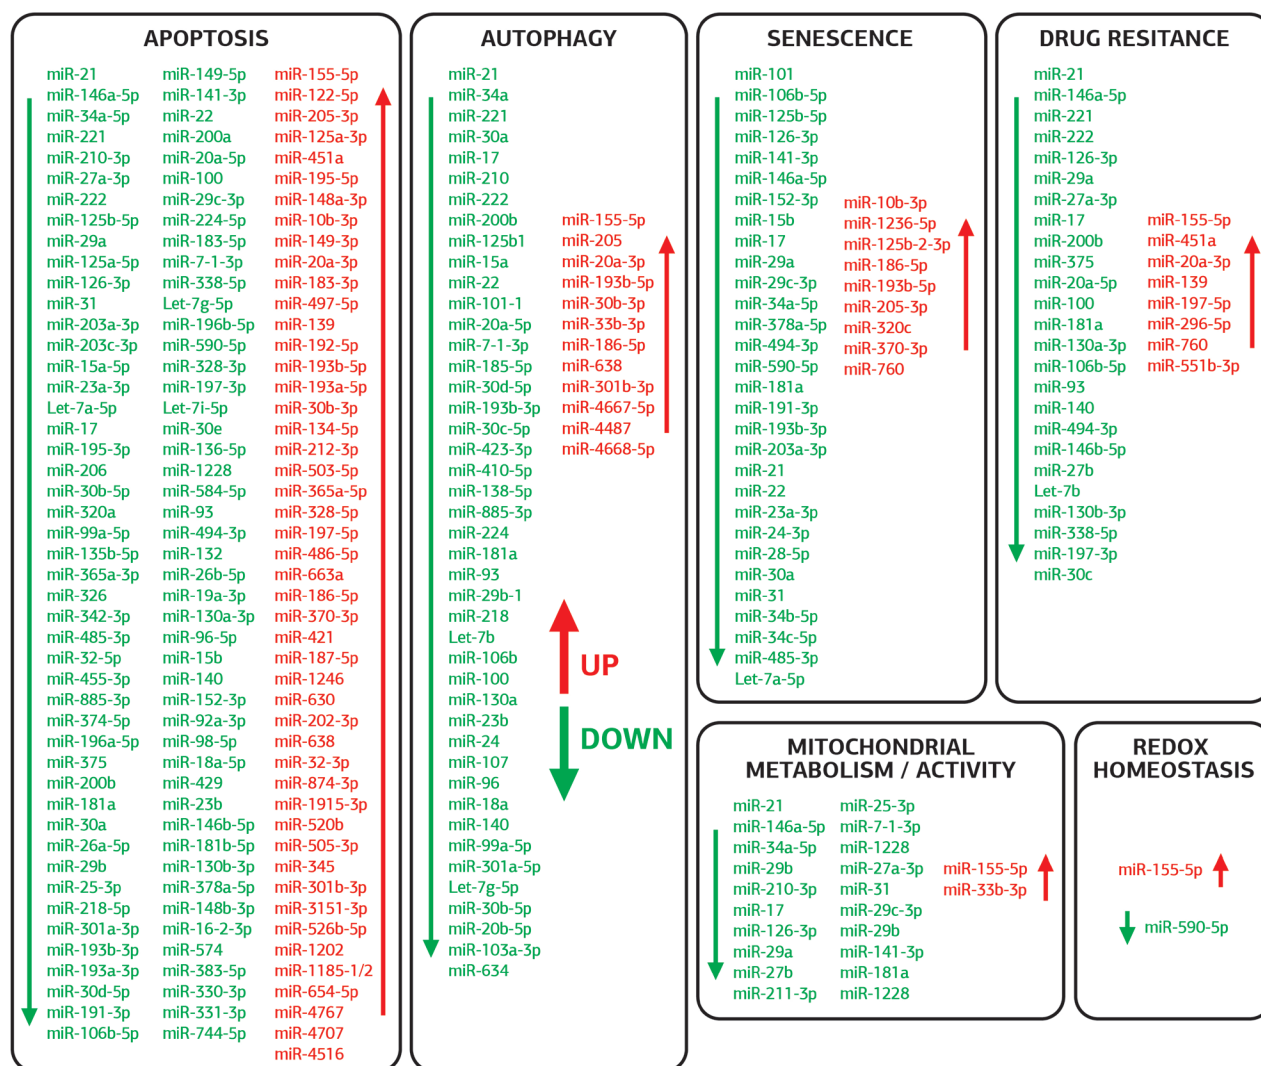 APOPTOSIS
miR-21
miR-146a-5p
miR-34a-5p
miR-221
miR-210-3p
miR-27a-3p
miR-222
miR-125b-5p
miR-29a
miR-125a-5p
miR-126-3p
miR-31
miR-203a-3p
miR-203c-3p
miR-15a-5p
miR-23a-3p
Let-7a-5p
miR-17
miR-195-3p
miR-206
miR-30b-5p
miR-320a
miR-99a-5p
miR-135b-5p
miR-365a-3p
miR-326
miR-342-3p
miR-485-3p
miR-32-5p
miR-455-3p
miR-885-3p
miR-374-5p
miR-196a-5p
miR-375
miR-200b
miR-181a
miR-30a
miR-26a-5p
miR-29b
miR-25-3p
miR-218-5p
miR-301a-3p
miR-193b-3p
miR-193a-3p
miR-30d-5p
miR-191-3p
miR-106b-5p
miR-149-5p
miR-141-3p
miR-22
miR-200a
miR-20a-5p
miR-100
miR-29c-3p
miR-224-5p
miR-183-5p
miR-7-1-3p
miR-338-5p
Let-7g-5p
miR-196b-5p
miR-590-5p
miR-328-3p
miR-197-3p
Let-7i-5p
miR-30e
miR-136-5p
miR-1228
miR-584-5p
miR-93
miR-494-3p
miR-132
miR-26b-5p
miR-19a-3p
miR-130a-3p
miR-96-5p
miR-15b
miR-140
miR-152-3p
miR-92a-3p
miR-98-5p
miR-18a-5p
miR-429
miR-23b
miR-146b-5p
miR-181b-5p
miR-130b-3p
miR-378a-5p
miR-148b-3p
miR-16-2-3p
miR-574
miR-383-5p
miR-330-3p
miR-331-3p
miR-744-5p
miR-155-5p
miR-122-5p
miR-205-3p
miR-125a-3p
miR-451a
miR-195-5p
miR-148a-3p
miR-10b-3p
miR-149-3p
miR-20a-3p
miR-183-3p
miR-497-5p
miR-139
miR-192-5p
miR-193b-5p
miR-193a-5p
miR-30b-3p
miR-134-5p
miR-212-3p
miR-503-5p
miR-365a-5p
miR-328-5p
miR-197-5p
miR-486-5p
miR-663a
miR-186-5p
miR-370-3p
miR-421
miR-187-5p
miR-1246
miR-630
miR-202-3p
miR-638
miR-32-3p
miR-874-3p
miR-1915-3p
miR-520b
miR-505-3p
miR-345
miR-301b-3p
miR-3151-3p
miR-526b-5p
miR-1202
miR-1185-1/2
miR-654-5p
miR-4767
miR-4707
miR-4516
AUTOPHAGY
miR-21
miR-34a
miR-221
miR-30a
miR-17
miR-210
miR-222
miR-200b
miR-125b1
miR-15a
miR-22
miR-101-1
miR-20a-5p
miR-7-1-3p
miR-185-5p
miR-30d-5p
miR-193b-3p
miR-30c-5p
miR-423-3p
miR-410-5p
miR-138-5p
miR-885-3p
miR-224
miR-181a
miR-93
miR-29b-1
miR-218
Let-7b
miR-106b
miR-100
miR-130a
miR-23b
miR-24
miR-107
miR-96
miR-18a
miR-140
miR-99a-5p
miR-301a-5p
Let-7g-5p
miR-30b-5p
miR-20b-5p
miR-103a-3p
miR-634
miR-155-5p
miR-205
miR-20a-3p
miR-193b-5p
miR-30b-3p
miR-33b-3p
miR-186-5p
miR-638
miR-301b-3p
miR-4667-5p
miR-4487
miR-4668-5p
UP
DOWN
SENESCENCE
miR-101
miR-106b-5p
miR-125b-5p
miR-126-3p
miR-141-3p
miR-146a-5p
miR-152-3p
miR-15b
miR-17
miR-29a
miR-29c-3p
miR-34a-5p
miR-378a-5p
miR-494-3p
miR-590-5p
miR-181a
miR-191-3p
miR-193b-3p
miR-203a-3p
miR-21
miR-22
miR-23a-3p
miR-24-3p
miR-28-5p
miR-30a
miR-31
miR-34b-5p
miR-34c-5p
miR-485-3p
Let-7a-5p
miR-10b-3p
miR-1236-5p
miR-125b-2-3p
miR-186-5p
miR-193b-5p
miR-205-3p
miR-320c
miR-370-3p
miR-760
DRUG RESITANCE
miR-21
miR-146a-5p
miR-221
miR-222
miR-126-3p
miR-29a
miR-27a-3p
miR-17
miR-200b
miR-375
miR-20a-5p
miR-100
miR-181a
miR-130a-3p
miR-106b-5p
miR-93
miR-140
miR-494-3p
miR-146b-5p
miR-27b
Let-7b
miR-130b-3p
miR-338-5p
miR-197-3p
miR-30c
miR-155-5p
miR-451a
miR-20a-3p
miR-139
miR-197-5p
miR-296-5p
miR-760
miR-551b-3p
MITOCHONDRIAL
METABOLISM / ACTIVITY
miR-21
miR-146a-5p
miR-34a-5p
miR-29b
miR-210-3p
miR-17
miR-126-3p
miR-29a
miR-27b
miR-211-3p
miR-25-3p
miR-7-1-3p
miR-1228
miR-27a-3p
miR-31
miR-29c-3p
miR-29b
miR-141-3p
miR-181a
miR-1228
miR-155-5p
miR-33b-3p
REDOX
HOMEOSTASIS
miR-155-5p
miR-590-5p